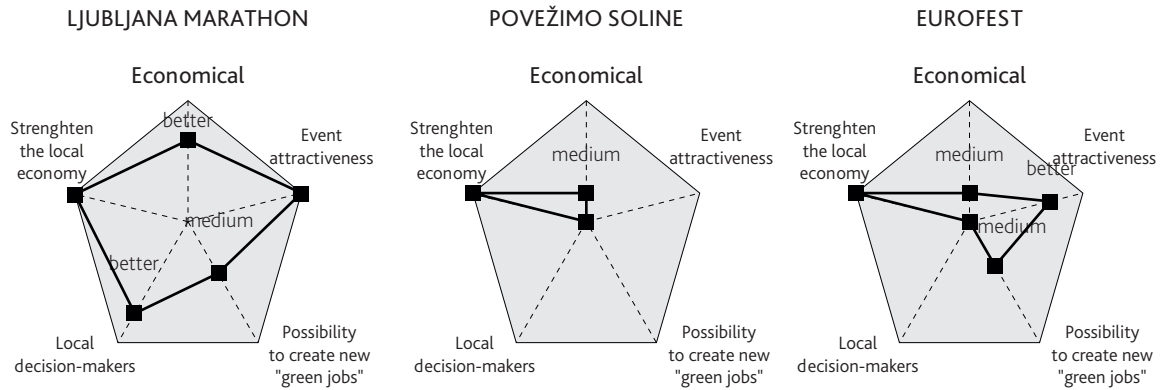 LJUBLJANA MARATHON
Economical
better
Strenghten
the local
economy
Event
attractiveness
medium
better
Local
decision-makers
Possibility
to create new
"green jobs"
POVEŽIMO SOLINE
Economical
Strenghten
the local
economy
medium
Event
attractiveness
Local
decision-makers
Possibility
to create new
"green jobs"
EUROFEST
Economical
Strenghten
the local
economy
medium
Event
attractiveness
better
medium
Local
decision-makers
Possibility
to create new
"green jobs"